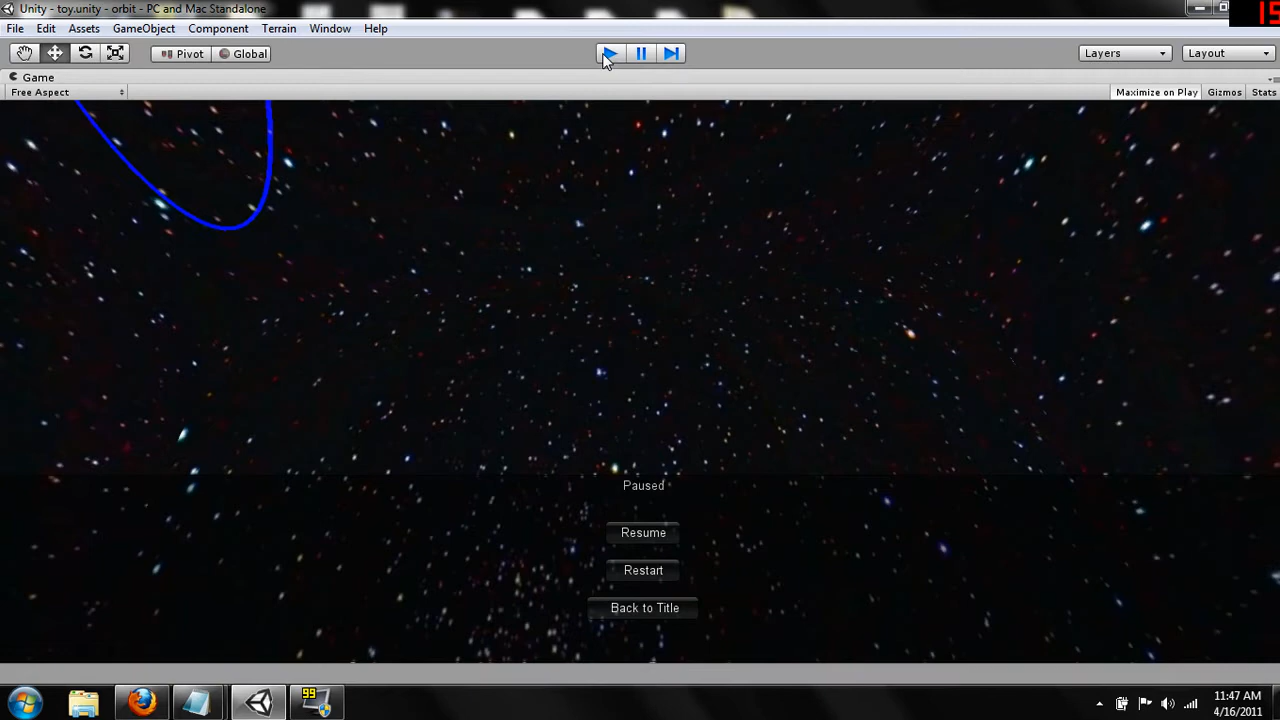 Unity - toy.unity - orbit - PC and Mac Standalone
15
File Edit Assets GameObject Component Terrain Window Help
Pivot Global Layers Layout
Game
Free Aspect Maximize on Play Gizmos Stats
Paused
Resume
Restart
Back to Title
99
11:47 AM
4/16/2011